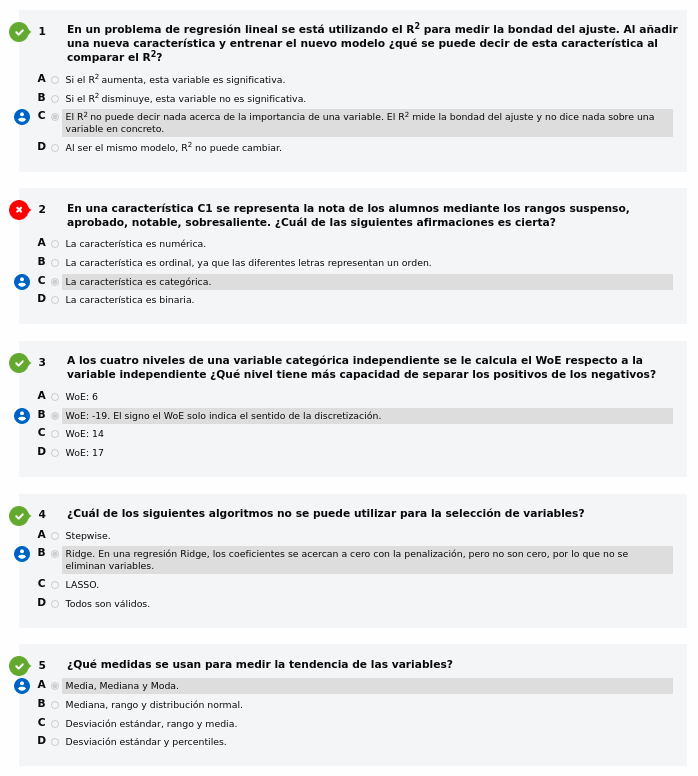 1 En un problema de regresión lineal se está utilizando el R² para medir la bondad del ajuste. Al añadir
una nueva característica y entrenar el nuevo modelo ¿qué se puede decir de esta característica al
comparar el R²?
A Si el R² aumenta, esta variable es significativa.
B Si el R² disminuye, esta variable no es significativa.
C El R² no puede decir nada acerca de la importancia de una variable. El R² mide la bondad del ajuste y no dice nada sobre una
variable en concreto.
D Al ser el mismo modelo, R² no puede cambiar.
2 En una característica C1 se representa la nota de los alumnos mediante los rangos suspenso,
aprobado, notable, sobresaliente. ¿Cuál de las siguientes afirmaciones es cierta?
A La característica es numérica.
B La característica es ordinal, ya que las diferentes letras representan un orden.
C La característica es categórica.
D La característica es binaria.
3 A los cuatro niveles de una variable categórica independiente se le calcula el WoE respecto a la
variable independiente ¿Qué nivel tiene más capacidad de separar los positivos de los negativos?
A WoE: 6
B WoE: -19. El signo el WoE solo indica el sentido de la discretización.
C WoE: 14
D WoE: 17
4 ¿Cuál de los siguientes algoritmos no se puede utilizar para la selección de variables?
A Stepwise.
B Ridge. En una regresión Ridge, los coeficientes se acercan a cero con la penalización, pero no son cero, por lo que no se
eliminan variables.
C LASSO.
D Todos son válidos.
5 ¿Qué medidas se usan para medir la tendencia de las variables?
A Media, Mediana y Moda.
B Mediana, rango y distribución normal.
C Desviación estándar, rango y media.
D Desviación estándar y percentiles.